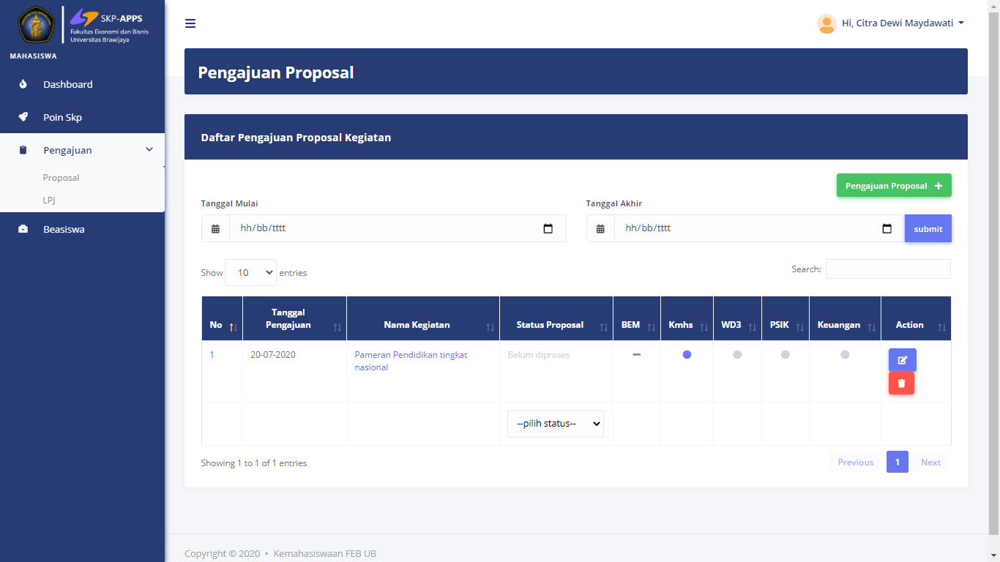 SKP-APPS
Fakultas Ekonomi dan Bisnis
Universitas Brawijaya
MAHASISWA
Dashboard
Poin Skp
Pengajuan
Proposal
LPJ
Beasiswa
Hi, Citra Dewi Maydawati
Pengajuan Proposal
Daftar Pengajuan Proposal Kegiatan
Pengajuan Proposal +
Tanggal Mulai
Tanggal Akhir
hh/bb/tttt
hh/bb/tttt
submit
Show 10 entries
Search:
No Tanggal Pengajuan Nama Kegiatan Status Proposal BEM Kmhs WD3 PSIK Keuangan Action
1 20-07-2020 Pameran Pendidikan tingkat Belum diproses
nasional
--pilih status--
Showing 1 to 1 of 1 entries
Previous 1 Next
Copyright © 2020 • Kemahasiswaan FEB UB